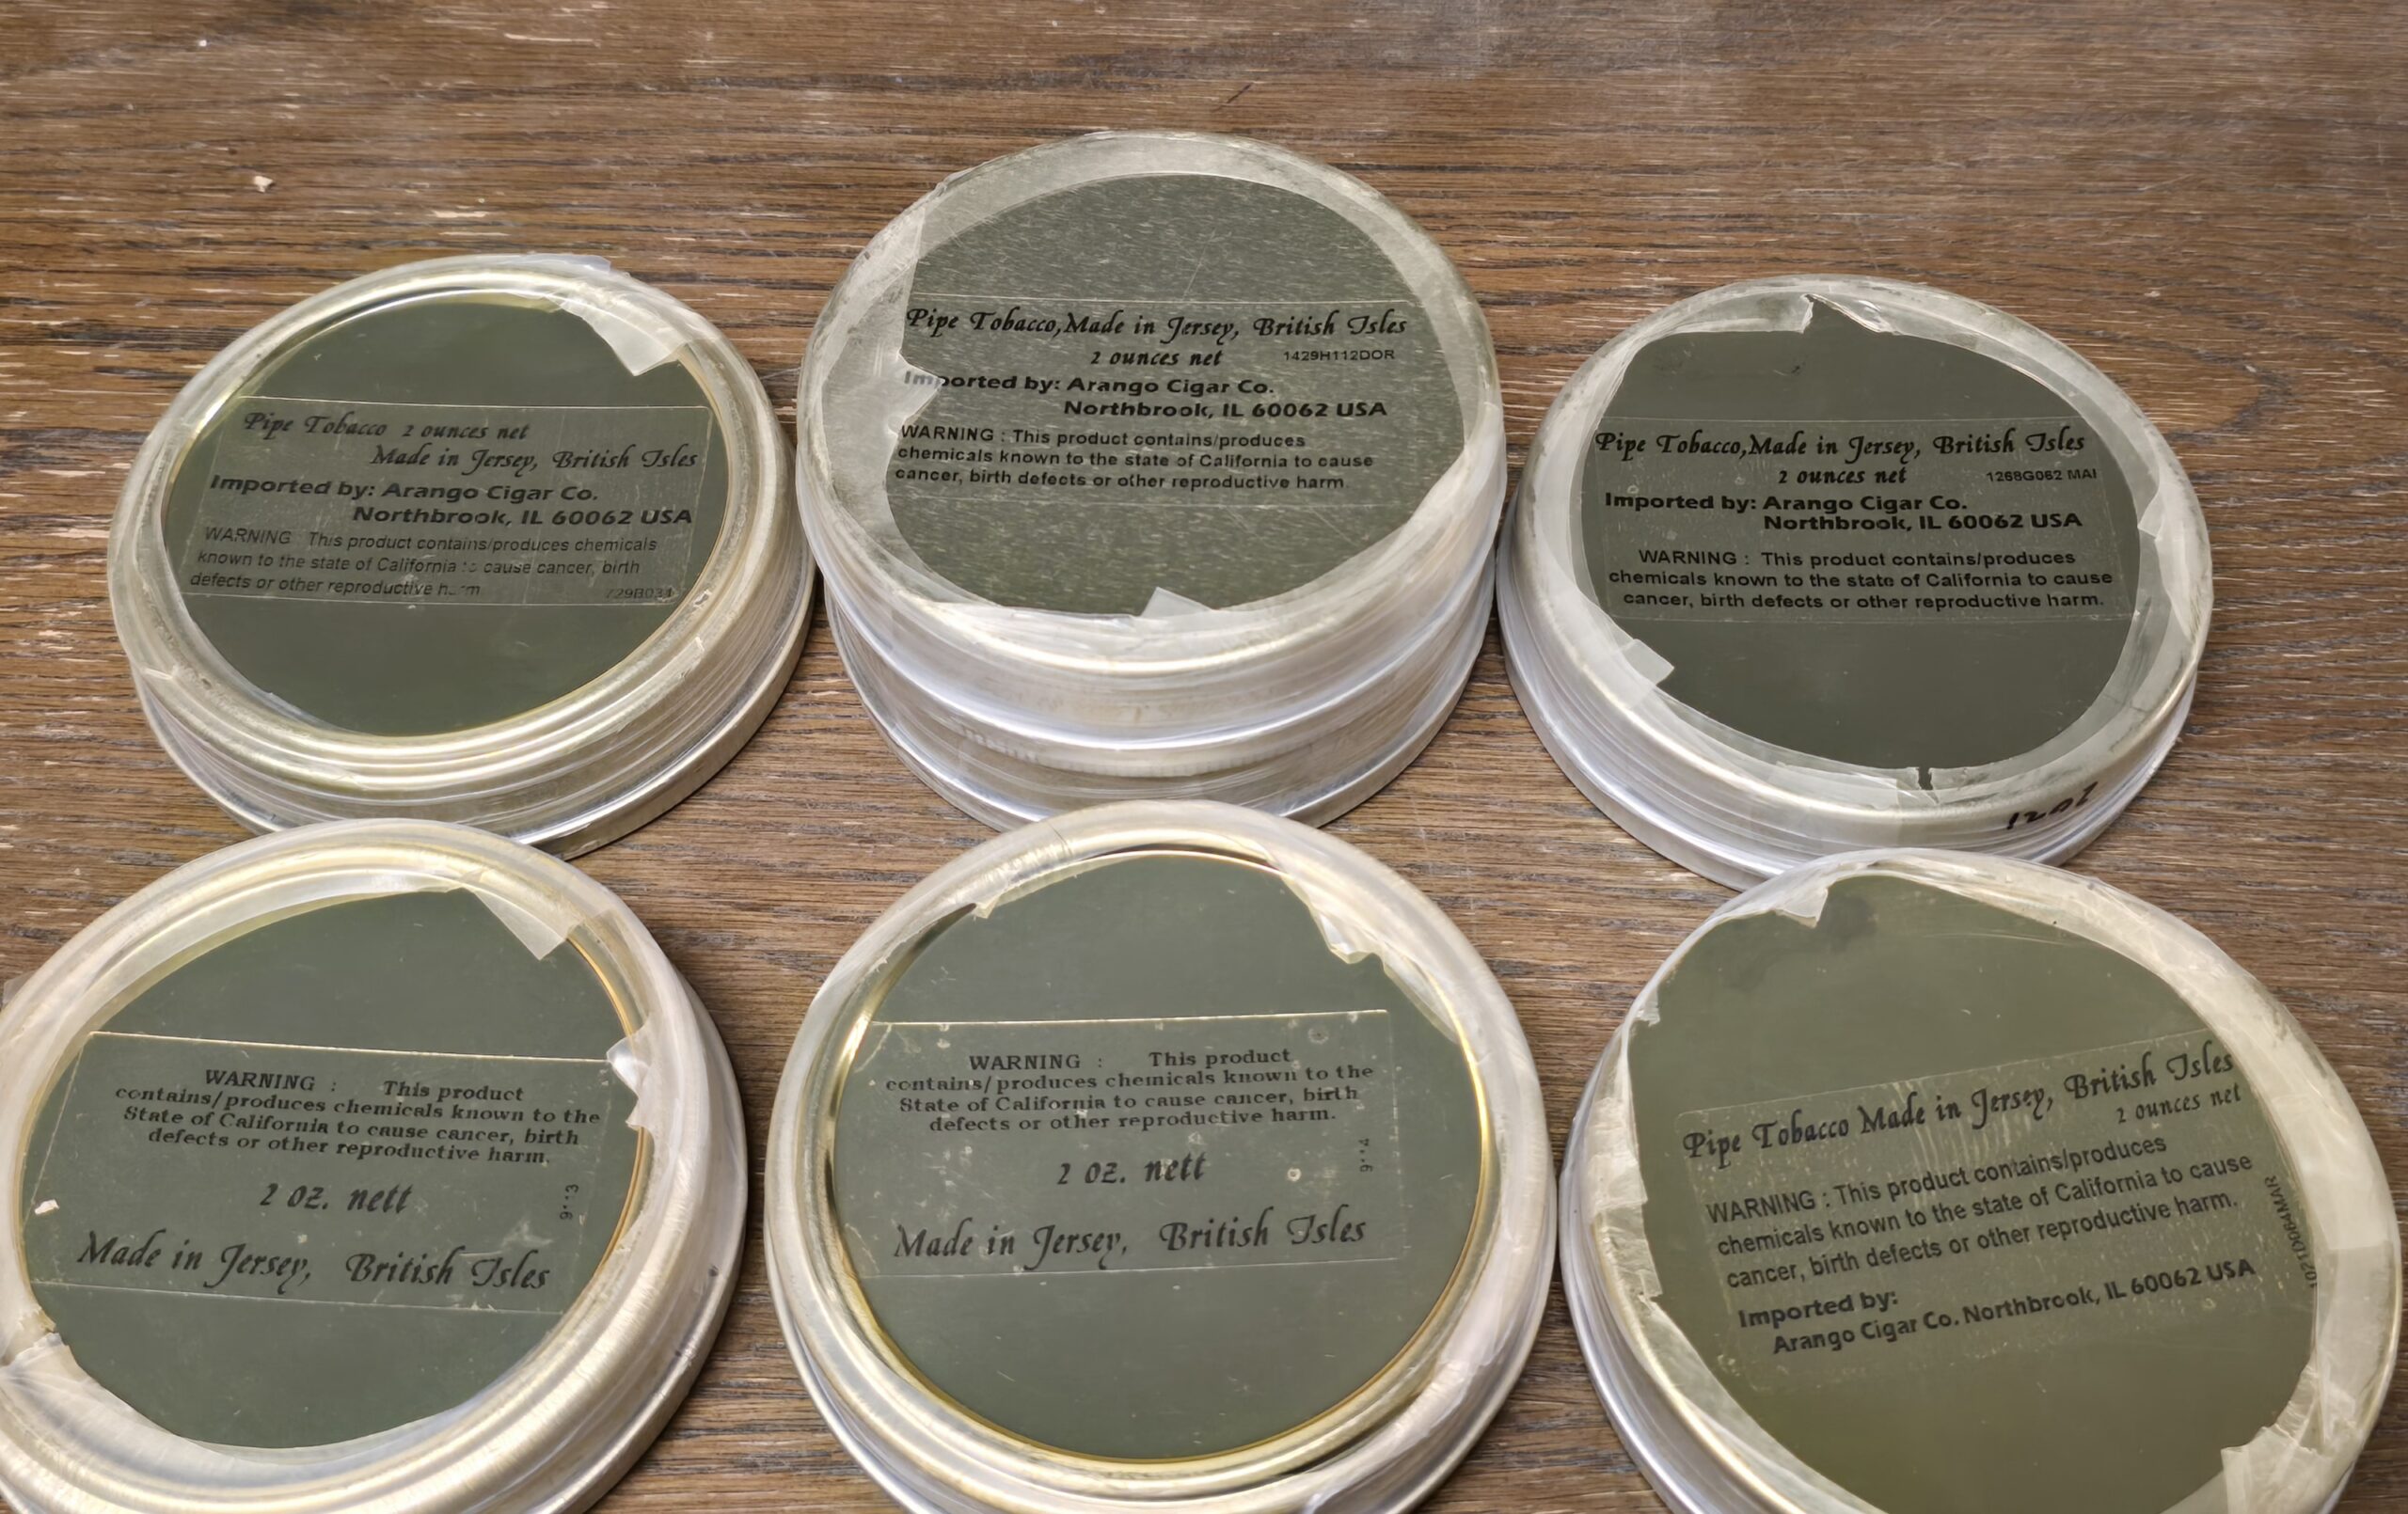 Pipe Tobacco 2 ounces net
Made in Jersey, British Isles
Imported by: Arango Cigar Co.
Northbrook, IL 60062 USA
WARNING This product contains/produces chemicals
known to the state of California to cause cancer, birth
defects or other reproductive harm
Pipe Tobacco, Made in Jersey, British Isles
2 ounces net 1429H112DOR
Imported by: Arango Cigar Co.
Northbrook, IL 60062 USA
WARNING : This product contains/produces
chemicals known to the state of California to cause
cancer, birth defects or other reproductive harm
Pipe Tobacco, Made in Jersey, British Isles
2 ounces net 1268G062 MAI
Imported by: Arango Cigar Co.
Northbrook, IL 60062 USA
WARNING : This product contains/produces
chemicals known to the state of California to cause
cancer, birth defects or other reproductive harm.
WARNING : This product
contains/produces chemicals known to the
State of California to cause cancer, birth
defects or other reproductive harm.
2 oz. nett
Made in Jersey, British Isles
WARNING : This product
contains/produces chemicals known to the
State of California to cause cancer, birth
defects or other reproductive harm.
2 oz. nett
Made in Jersey, British Isles
Pipe Tobacco Made in Jersey, British Isles
2 ounces net
WARNING : This product contains/produces
chemicals known to the state of California to cause
cancer, birth defects or other reproductive harm.
Imported by:
Arango Cigar Co. Northbrook, IL 60062 USA